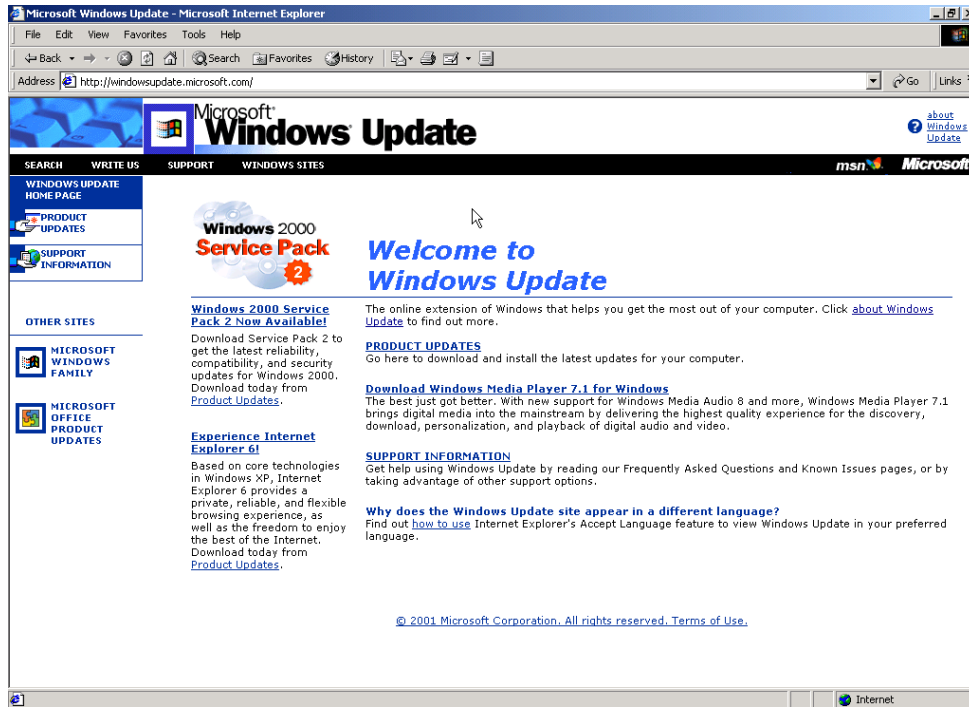 Microsoft Windows Update - Microsoft Internet Explorer
File Edit View Favorites Tools Help
Back Search Favorites History
Address http://windowsupdate.microsoft.com/ Go Links
Microsoft
Windows Update
about
Windows
Update
SEARCH WRITE US SUPPORT WINDOWS SITES msn Microsoft
WINDOWS UPDATE
HOME PAGE
PRODUCT
UPDATES
SUPPORT
INFORMATION
OTHER SITES
MICROSOFT
WINDOWS
FAMILY
MICROSOFT
OFFICE
PRODUCT
UPDATES
Windows 2000
Service Pack
2
Windows 2000 Service
Pack 2 Now Available!
Download Service Pack 2 to
get the latest reliability,
compatibility, and security
updates for Windows 2000.
Download today from
Product Updates.
Experience Internet
Explorer 6!
Based on core technologies
in Windows XP, Internet
Explorer 6 provides a
private, reliable, and flexible
browsing experience, as
well as the freedom to enjoy
the best of the Internet.
Download today from
Product Updates.
Welcome to
Windows Update
The online extension of Windows that helps you get the most out of your computer. Click about Windows
Update to find out more.
PRODUCT UPDATES
Go here to download and install the latest updates for your computer.
Download Windows Media Player 7.1 for Windows
The best just got better. With new support for Windows Media Audio 8 and more, Windows Media Player 7.1
brings digital media into the mainstream by delivering the highest quality experience for the discovery,
download, personalization, and playback of digital audio and video.
SUPPORT INFORMATION
Get help using Windows Update by reading our Frequently Asked Questions and Known Issues pages, or by
taking advantage of other support options.
Why does the Windows Update site appear in a different language?
Find out how to use Internet Explorer's Accept Language feature to view Windows Update in your preferred
language.
© 2001 Microsoft Corporation. All rights reserved. Terms of Use.
Internet